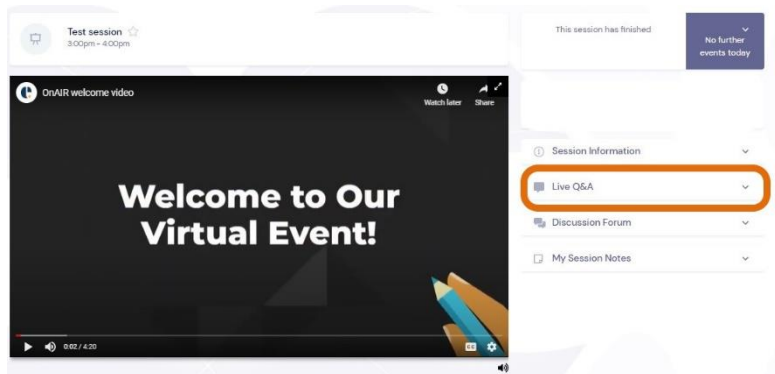 Test session
3:00pm - 4:00pm
This session has finished
No further
events today
OnAIR welcome video
Watch later
Share
Welcome to Our
Virtual Event!
0:02 / 4:20
CC
Session Information
Live Q&A
Discussion Forum
My Session Notes